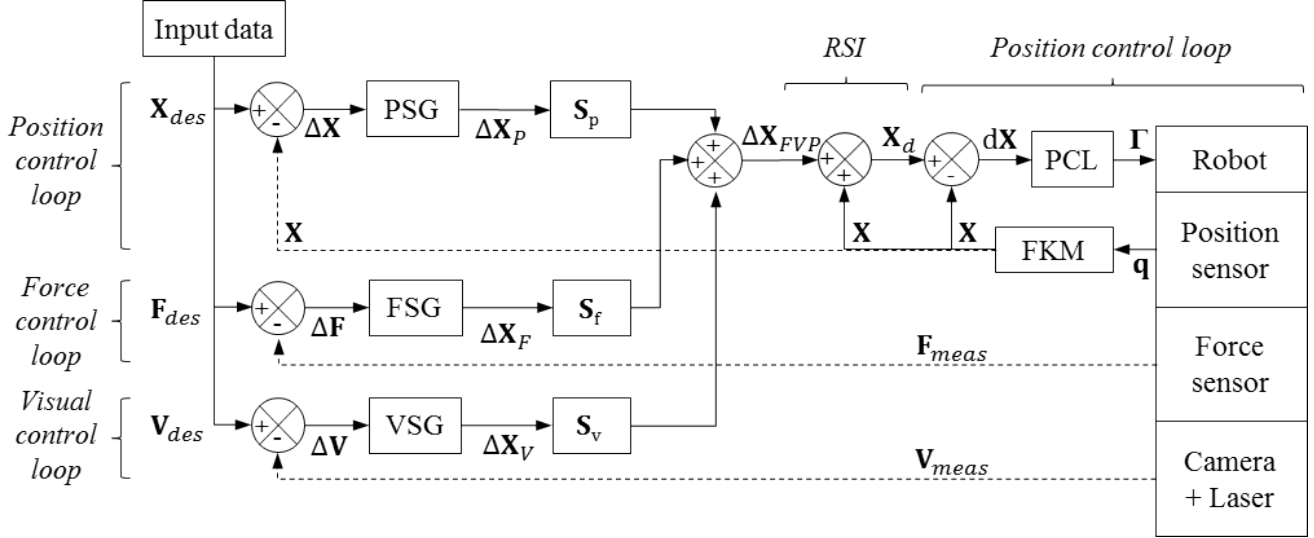 Input data
RSI
Position control loop
Position
control
loop
X_des
+
-
ΔX
PSG
ΔX_P
S_p
+
+
+
ΔX_FVP
+
+
X_d
+
-
dX
PCL
Γ
Robot
X
X
X
FKM
q
Position
sensor
Force
control
loop
F_des
+
-
ΔF
FSG
ΔX_F
S_f
F_meas
Force
sensor
Visual
control
loop
V_des
+
-
ΔV
VSG
ΔX_V
S_v
V_meas
Camera
+ Laser